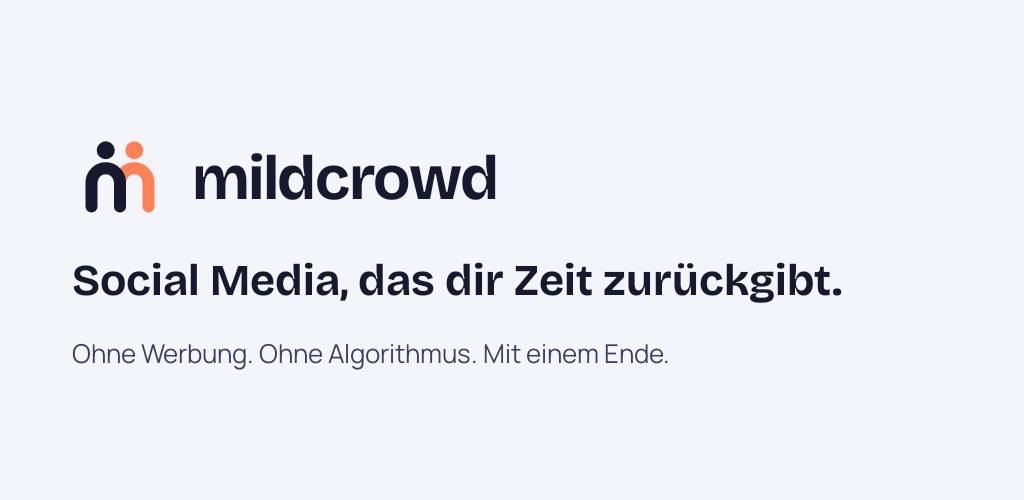 mildcrowd
Social Media, das dir Zeit zurückgibt.
Ohne Werbung. Ohne Algorithmus. Mit einem Ende.